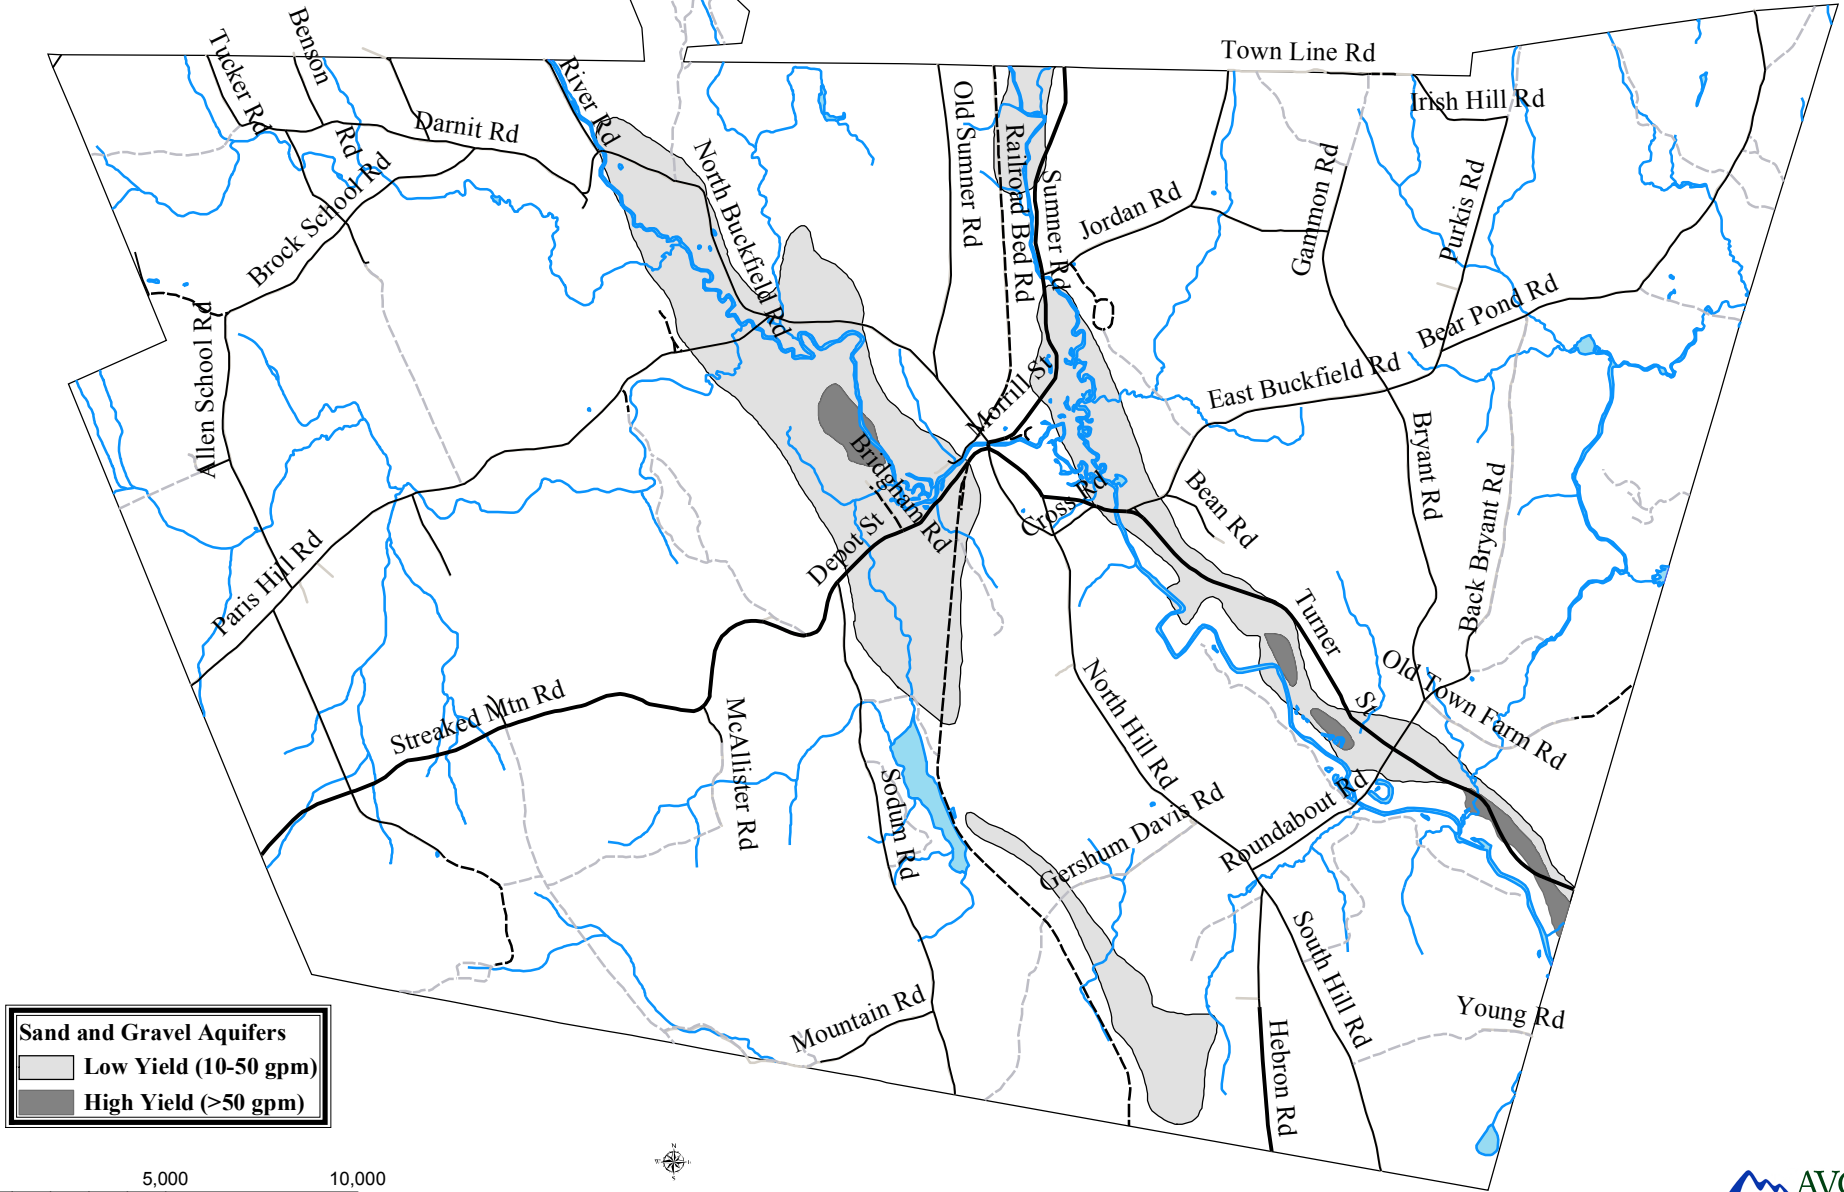 Town Line Rd
Tucker Rd
Benson Rd
River Rd
Darnit Rd
Old Sumner Rd
Railroad Bed Rd
Sumner Rd
Irish Hill Rd
North Buckfield Rd
Jordan Rd
Gammon Rd
Purkis Rd
Brock School Rd
Bear Pond Rd
Allen School Rd
Morrill St
East Buckfield Rd
Bryant Rd
Back Bryant Rd
Bridgham Rd
Cross Rd
Bean Rd
Depot St
Paris Hill Rd
Turner St
Old Town Farm Rd
Streaked Mtn Rd
McAllister Rd
North Hill Rd
Sodum Rd
Gershum Davis Rd
Roundabout Rd
South Hill Rd
Young Rd
Mountain Rd
Hebron Rd
Sand and Gravel Aquifers
Low Yield (10-50 gpm)
High Yield (>50 gpm)
N
S
5,000 10,000